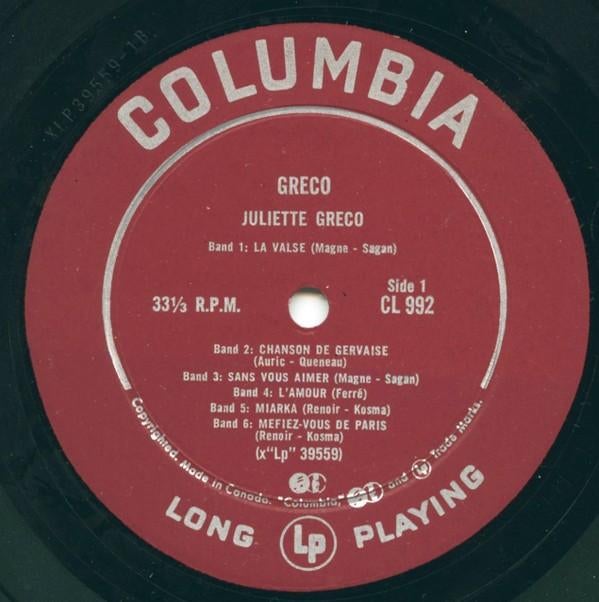 XLP39559-1B
COLUMBIA
GRECO
JULIETTE GRECO
Band 1: LA VALSE (Magne - Sagan)
33⅓ R.P.M.
Side 1
CL 992
Band 2: CHANSON DE GERVAISE
(Auric - Queneau)
Band 3: SANS VOUS AIMER (Magne - Sagan)
Band 4: L'AMOUR (Ferré)
Band 5: MIARKA (Renoir - Kosma)
Band 6: MEFIEZ-VOUS DE PARIS
(Renoir - Kosma)
(x"Lp" 39559)
Copyrighted. Made in Canada. "Columbia," and Lp Trade Marks.
LONG Lp PLAYING